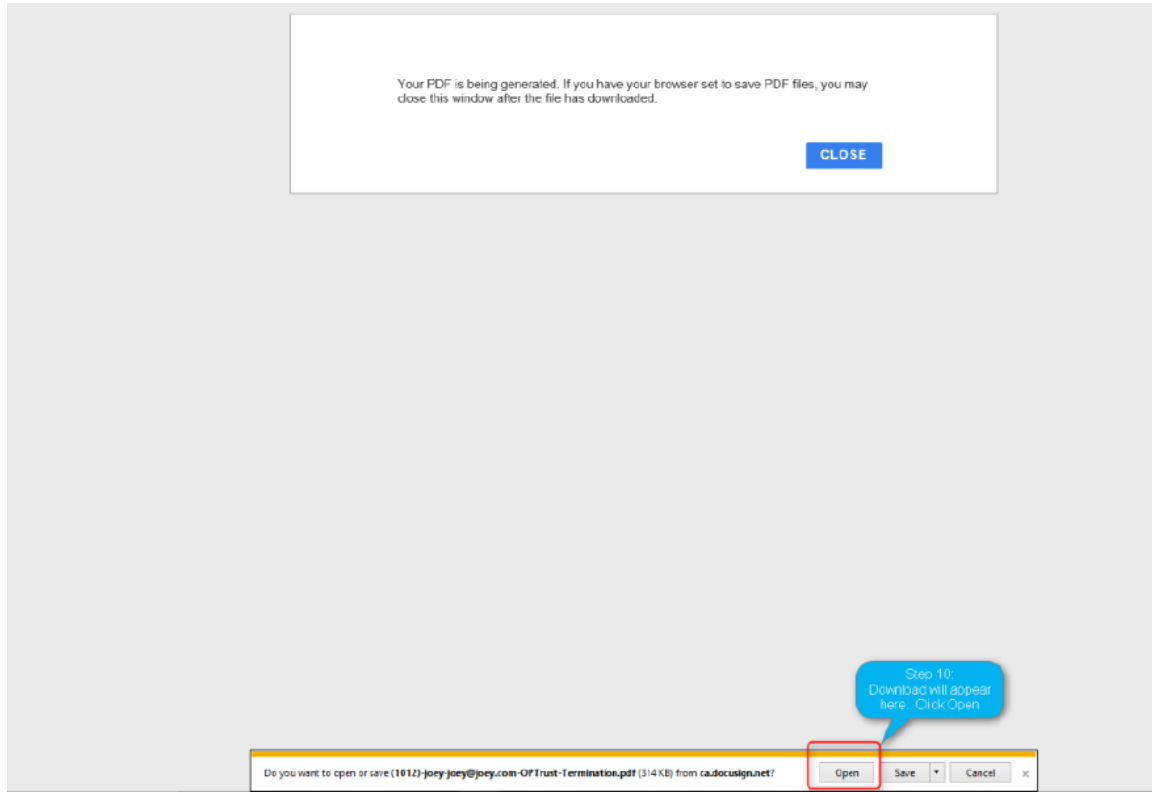 Your PDF is being generated. If you have your browser set to save PDF files, you may
close this window after the file has downloaded.
CLOSE
Step 10:
Download will appear
here. Click Open
Do you want to open or save (1012)-joey-joey@joey.com-OPTrust-Termination.pdf (314 KB) from ca.docusign.net?
Open
Save
Cancel
×